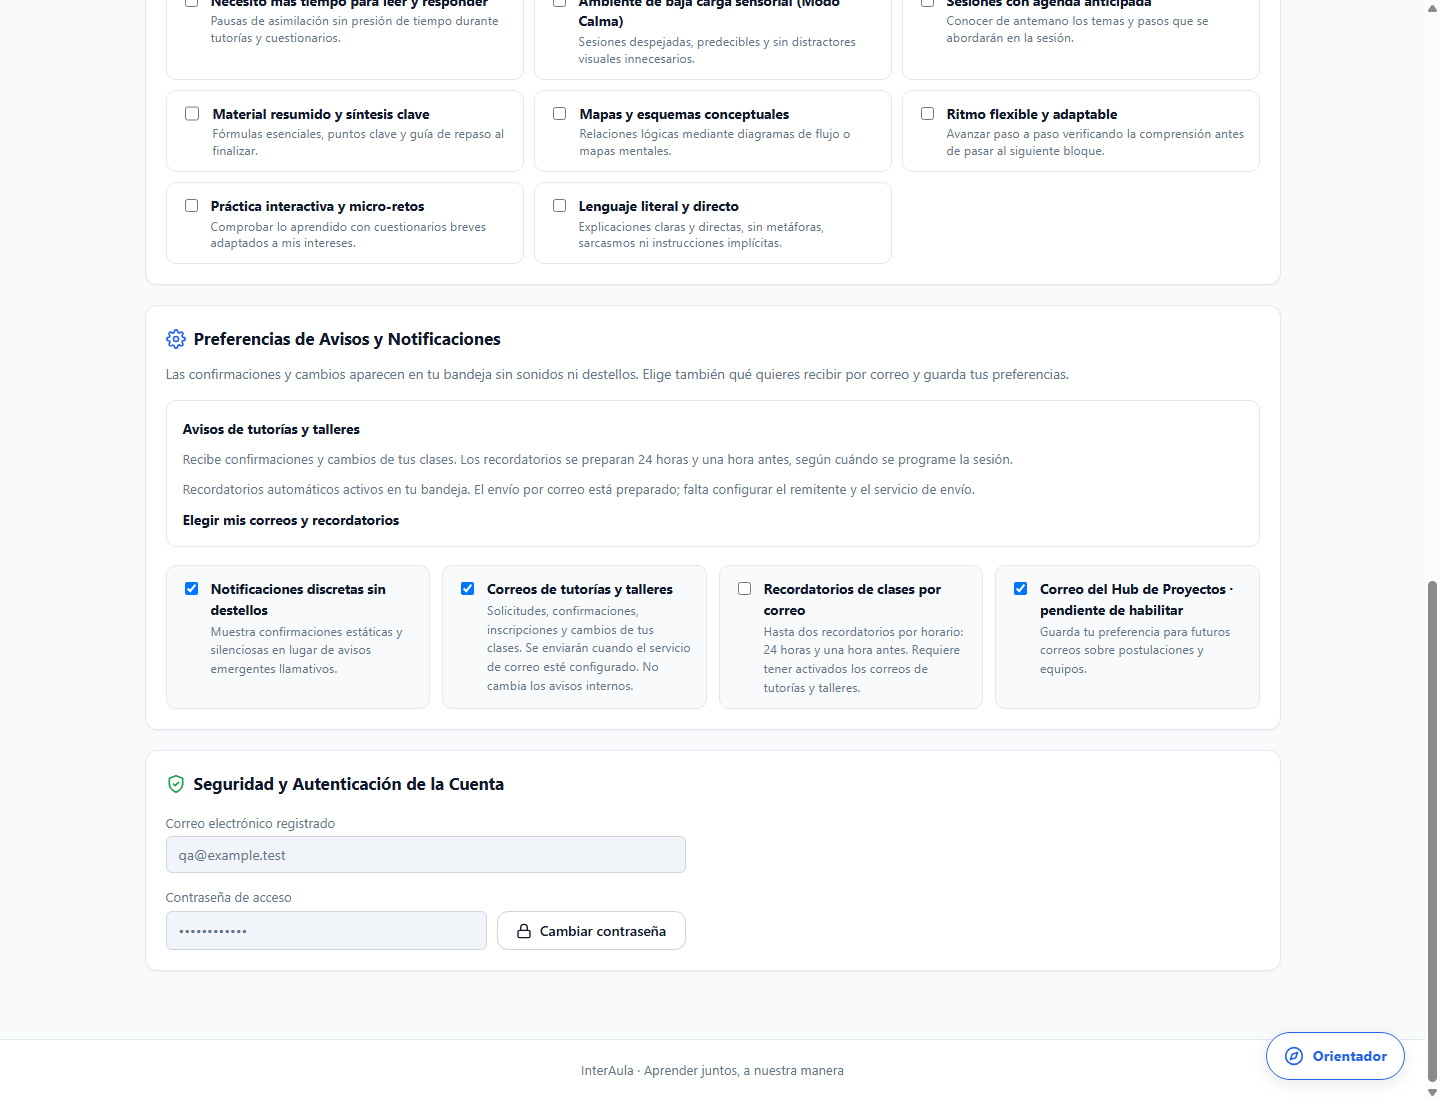 Necesito más tiempo para leer y responder
Pausas de asimilación sin presión de tiempo durante
tutorías y cuestionarios.
Ambiente de baja carga sensorial (Modo
Calma)
Sesiones despejadas, predecibles y sin distractores
visuales innecesarios.
Sesiones con agenda anticipada
Conocer de antemano los temas y pasos que se
abordarán en la sesión.
Material resumido y síntesis clave
Fórmulas esenciales, puntos clave y guía de repaso al
finalizar.
Mapas y esquemas conceptuales
Relaciones lógicas mediante diagramas de flujo o
mapas mentales.
Ritmo flexible y adaptable
Avanzar paso a paso verificando la comprensión antes
de pasar al siguiente bloque.
Práctica interactiva y micro-retos
Comprobar lo aprendido con cuestionarios breves
adaptados a mis intereses.
Lenguaje literal y directo
Explicaciones claras y directas, sin metáforas,
sarcasmos ni instrucciones implícitas.
Preferencias de Avisos y Notificaciones
Las confirmaciones y cambios aparecen en tu bandeja sin sonidos ni destellos. Elige también qué quieres recibir por correo y guarda tus preferencias.
Avisos de tutorías y talleres
Recibe confirmaciones y cambios de tus clases. Los recordatorios se preparan 24 horas y una hora antes, según cuándo se programe la sesión.
Recordatorios automáticos activos en tu bandeja. El envío por correo está preparado; falta configurar el remitente y el servicio de envío.
Elegir mis correos y recordatorios
Notificaciones discretas sin
destellos
Muestra confirmaciones estáticas y
silenciosas en lugar de avisos
emergentes llamativos.
Correos de tutorías y talleres
Solicitudes, confirmaciones,
inscripciones y cambios de tus
clases. Se enviarán cuando el servicio
de correo esté configurado. No
cambia los avisos internos.
Recordatorios de clases por
correo
Hasta dos recordatorios por horario:
24 horas y una hora antes. Requiere
tener activados los correos de
tutorías y talleres.
Correo del Hub de Proyectos ·
pendiente de habilitar
Guarda tu preferencia para futuros
correos sobre postulaciones y
equipos.
Seguridad y Autenticación de la Cuenta
Correo electrónico registrado
qa@example.test
Contraseña de acceso
••••••••••••
Cambiar contraseña
InterAula · Aprender juntos, a nuestra manera
Orientador